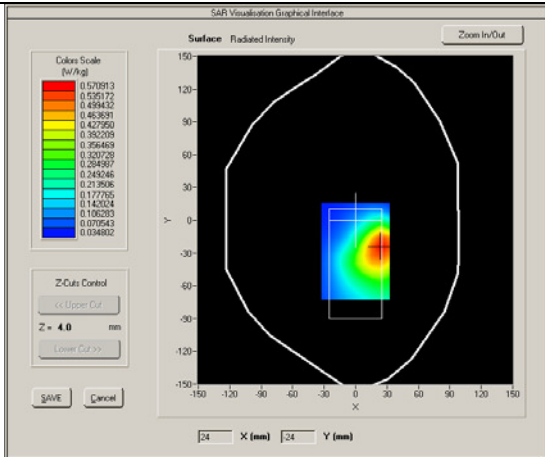 SAR Visualisation Graphical Interface
Surface Radiated Intensity
Zoom In/Out
Colors Scale
(W/kg)
0.570913
0.535172
0.499432
0.463691
0.427950
0.392209
0.356469
0.320728
0.284987
0.249246
0.213506
0.177765
0.142024
0.106283
0.070543
0.034802
150
120
90
60
30
0
-30
-60
-90
-120
-150
Y
-150 -120 -90 -60 -30 0 30 60 90 120 150
X
Z-Cuts Control
<< Upper Cut
Z = 4.0 mm
Lower Cut >>
SAVE Cancel
24 X (mm) -24 Y (mm)